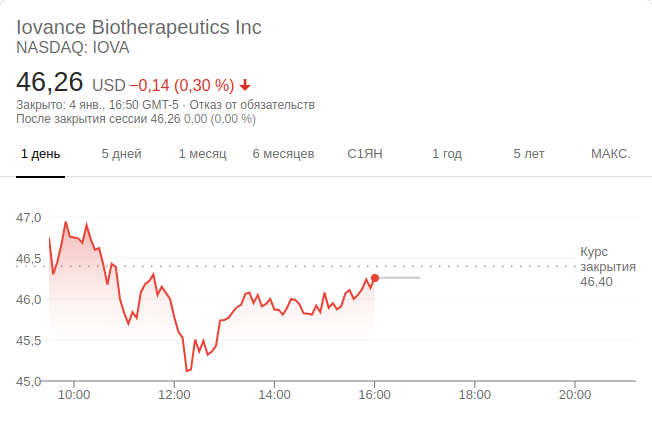 Iovance Biotherapeutics Inc
NASDAQ: IOVA
46,26 USD −0,14 (0,30 %)
Закрыто: 4 янв., 16:50 GMT-5 · Отказ от обязательств
После закрытия сессии 46,26 0,00 (0,00 %)
1 день 5 дней 1 месяц 6 месяцев С1ЯН 1 год 5 лет МАКС.
47,0
46,5
46,0
45,5
45,0
Курс
закрытия
46,40
10:00 12:00 14:00 16:00 18:00 20:00